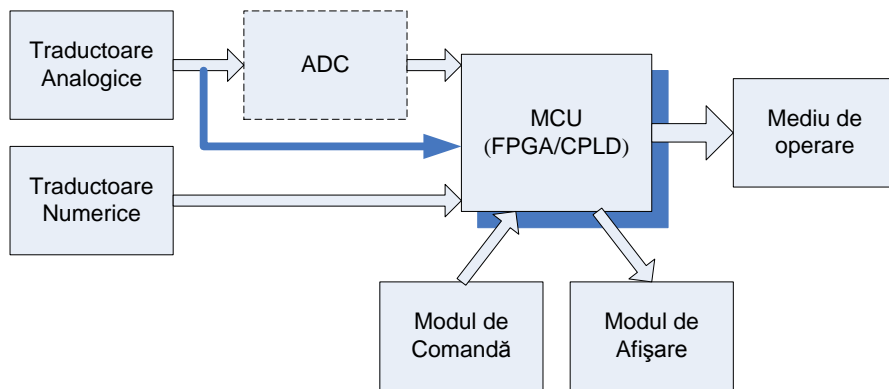 Traductoare
Analogice
ADC
MCU
(FPGA/CPLD)
Mediu de
operare
Traductoare
Numerice
Modul de
Comandă
Modul de
Afişare